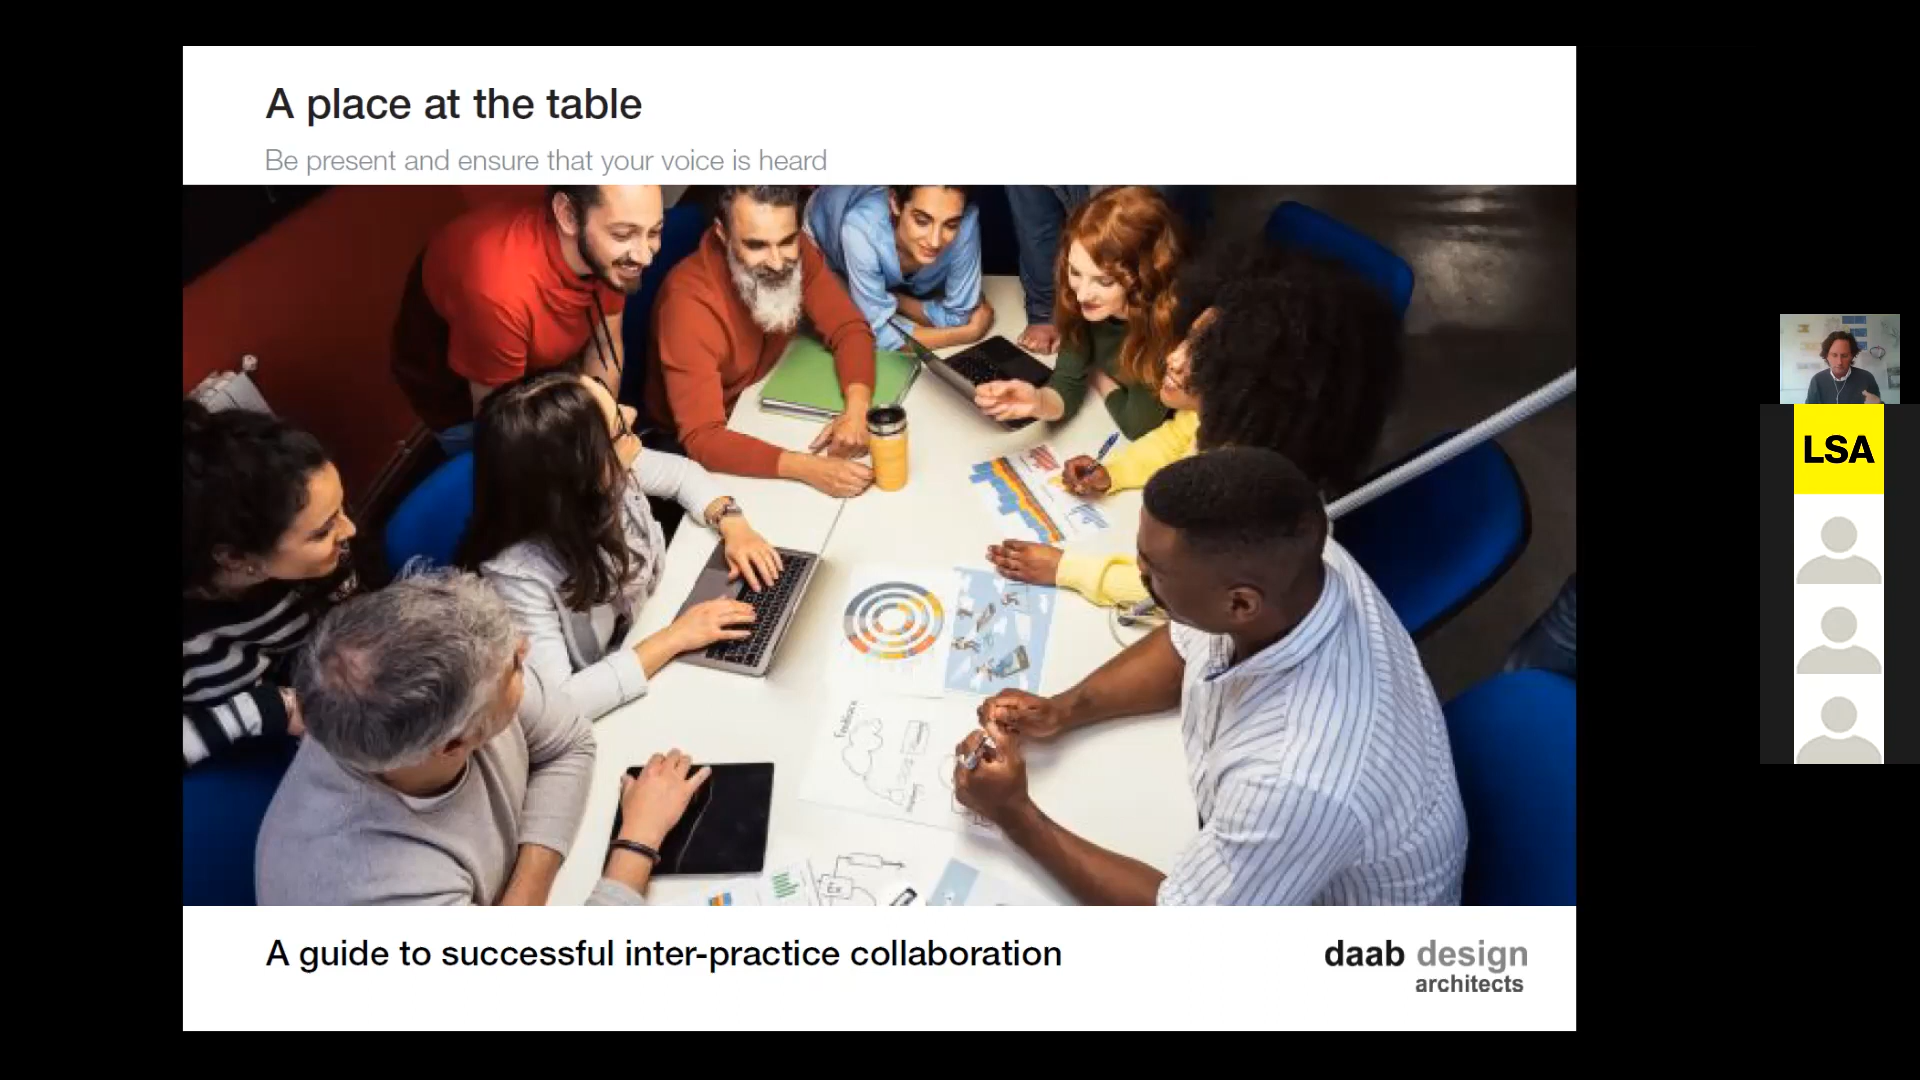 A place at the table
Be present and ensure that your voice is heard
LSA
Feedback
A guide to successful inter-practice collaboration
daab design
architects